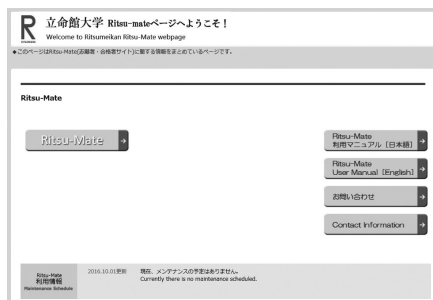 R 立命館大学 Ritsu-mateページへようこそ！
Welcome to Ritsumeikan Ritsu-Mate webpage
◆このページはRitsu-Mate(志願者・合格者サイト)に関する情報をまとめているページです。
Ritsu-Mate
Ritsu-Mate
Ritsu-Mate
利用マニュアル［日本語］
Ritsu-Mate
User Manual［English］
お問い合わせ
Contact Information
Ritsu-Mate
利用情報
Maintenance Schedule
2016.10.01更新
現在、メンテナンスの予定はありません。
Currently there is no maintenance scheduled.